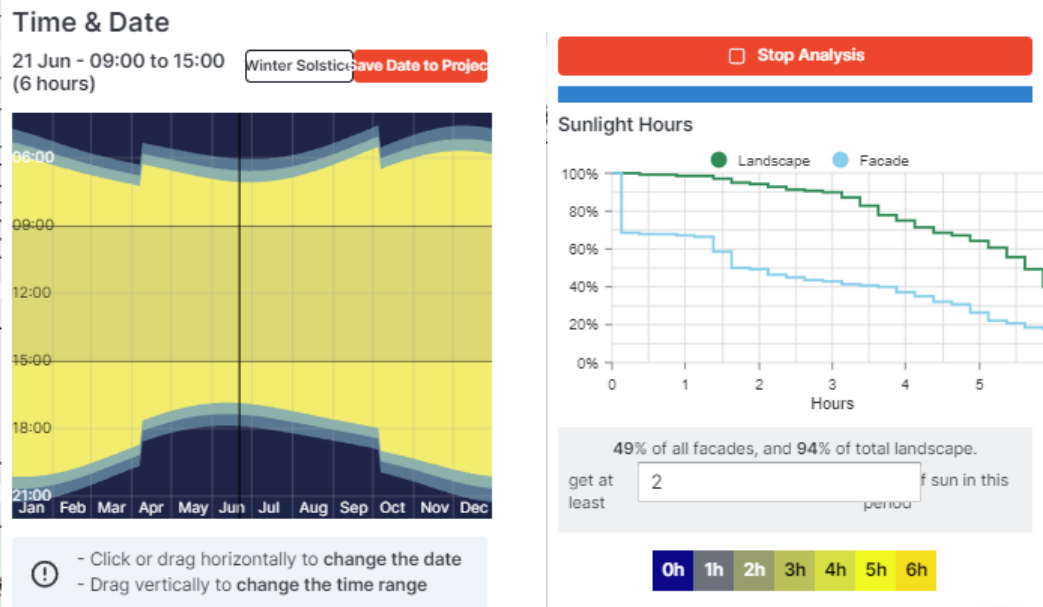 Time & Date
21 Jun - 09:00 to 15:00
(6 hours)
Winter Solstice
Save Date to Projec
06:00
09:00
12:00
15:00
18:00
21:00
Jan Feb Mar Apr May Jun Jul Aug Sep Oct Nov Dec
- Click or drag horizontally to change the date
- Drag vertically to change the time range
Stop Analysis
Sunlight Hours
Landscape Facade
100%
80%
60%
40%
20%
0%
0 1 2 3 4 5
Hours
49% of all facades, and 94% of total landscape.
get at least 2 f sun in this period
0h 1h 2h 3h 4h 5h 6h